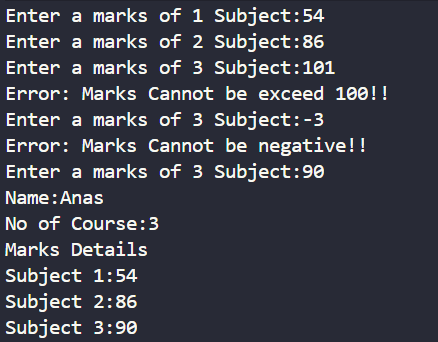 Enter a marks of 1 Subject:54
Enter a marks of 2 Subject:86
Enter a marks of 3 Subject:101
Error: Marks Cannot be exceed 100!!
Enter a marks of 3 Subject:-3
Error: Marks Cannot be negative!!
Enter a marks of 3 Subject:90
Name:Anas
No of Course:3
Marks Details
Subject 1:54
Subject 2:86
Subject 3:90